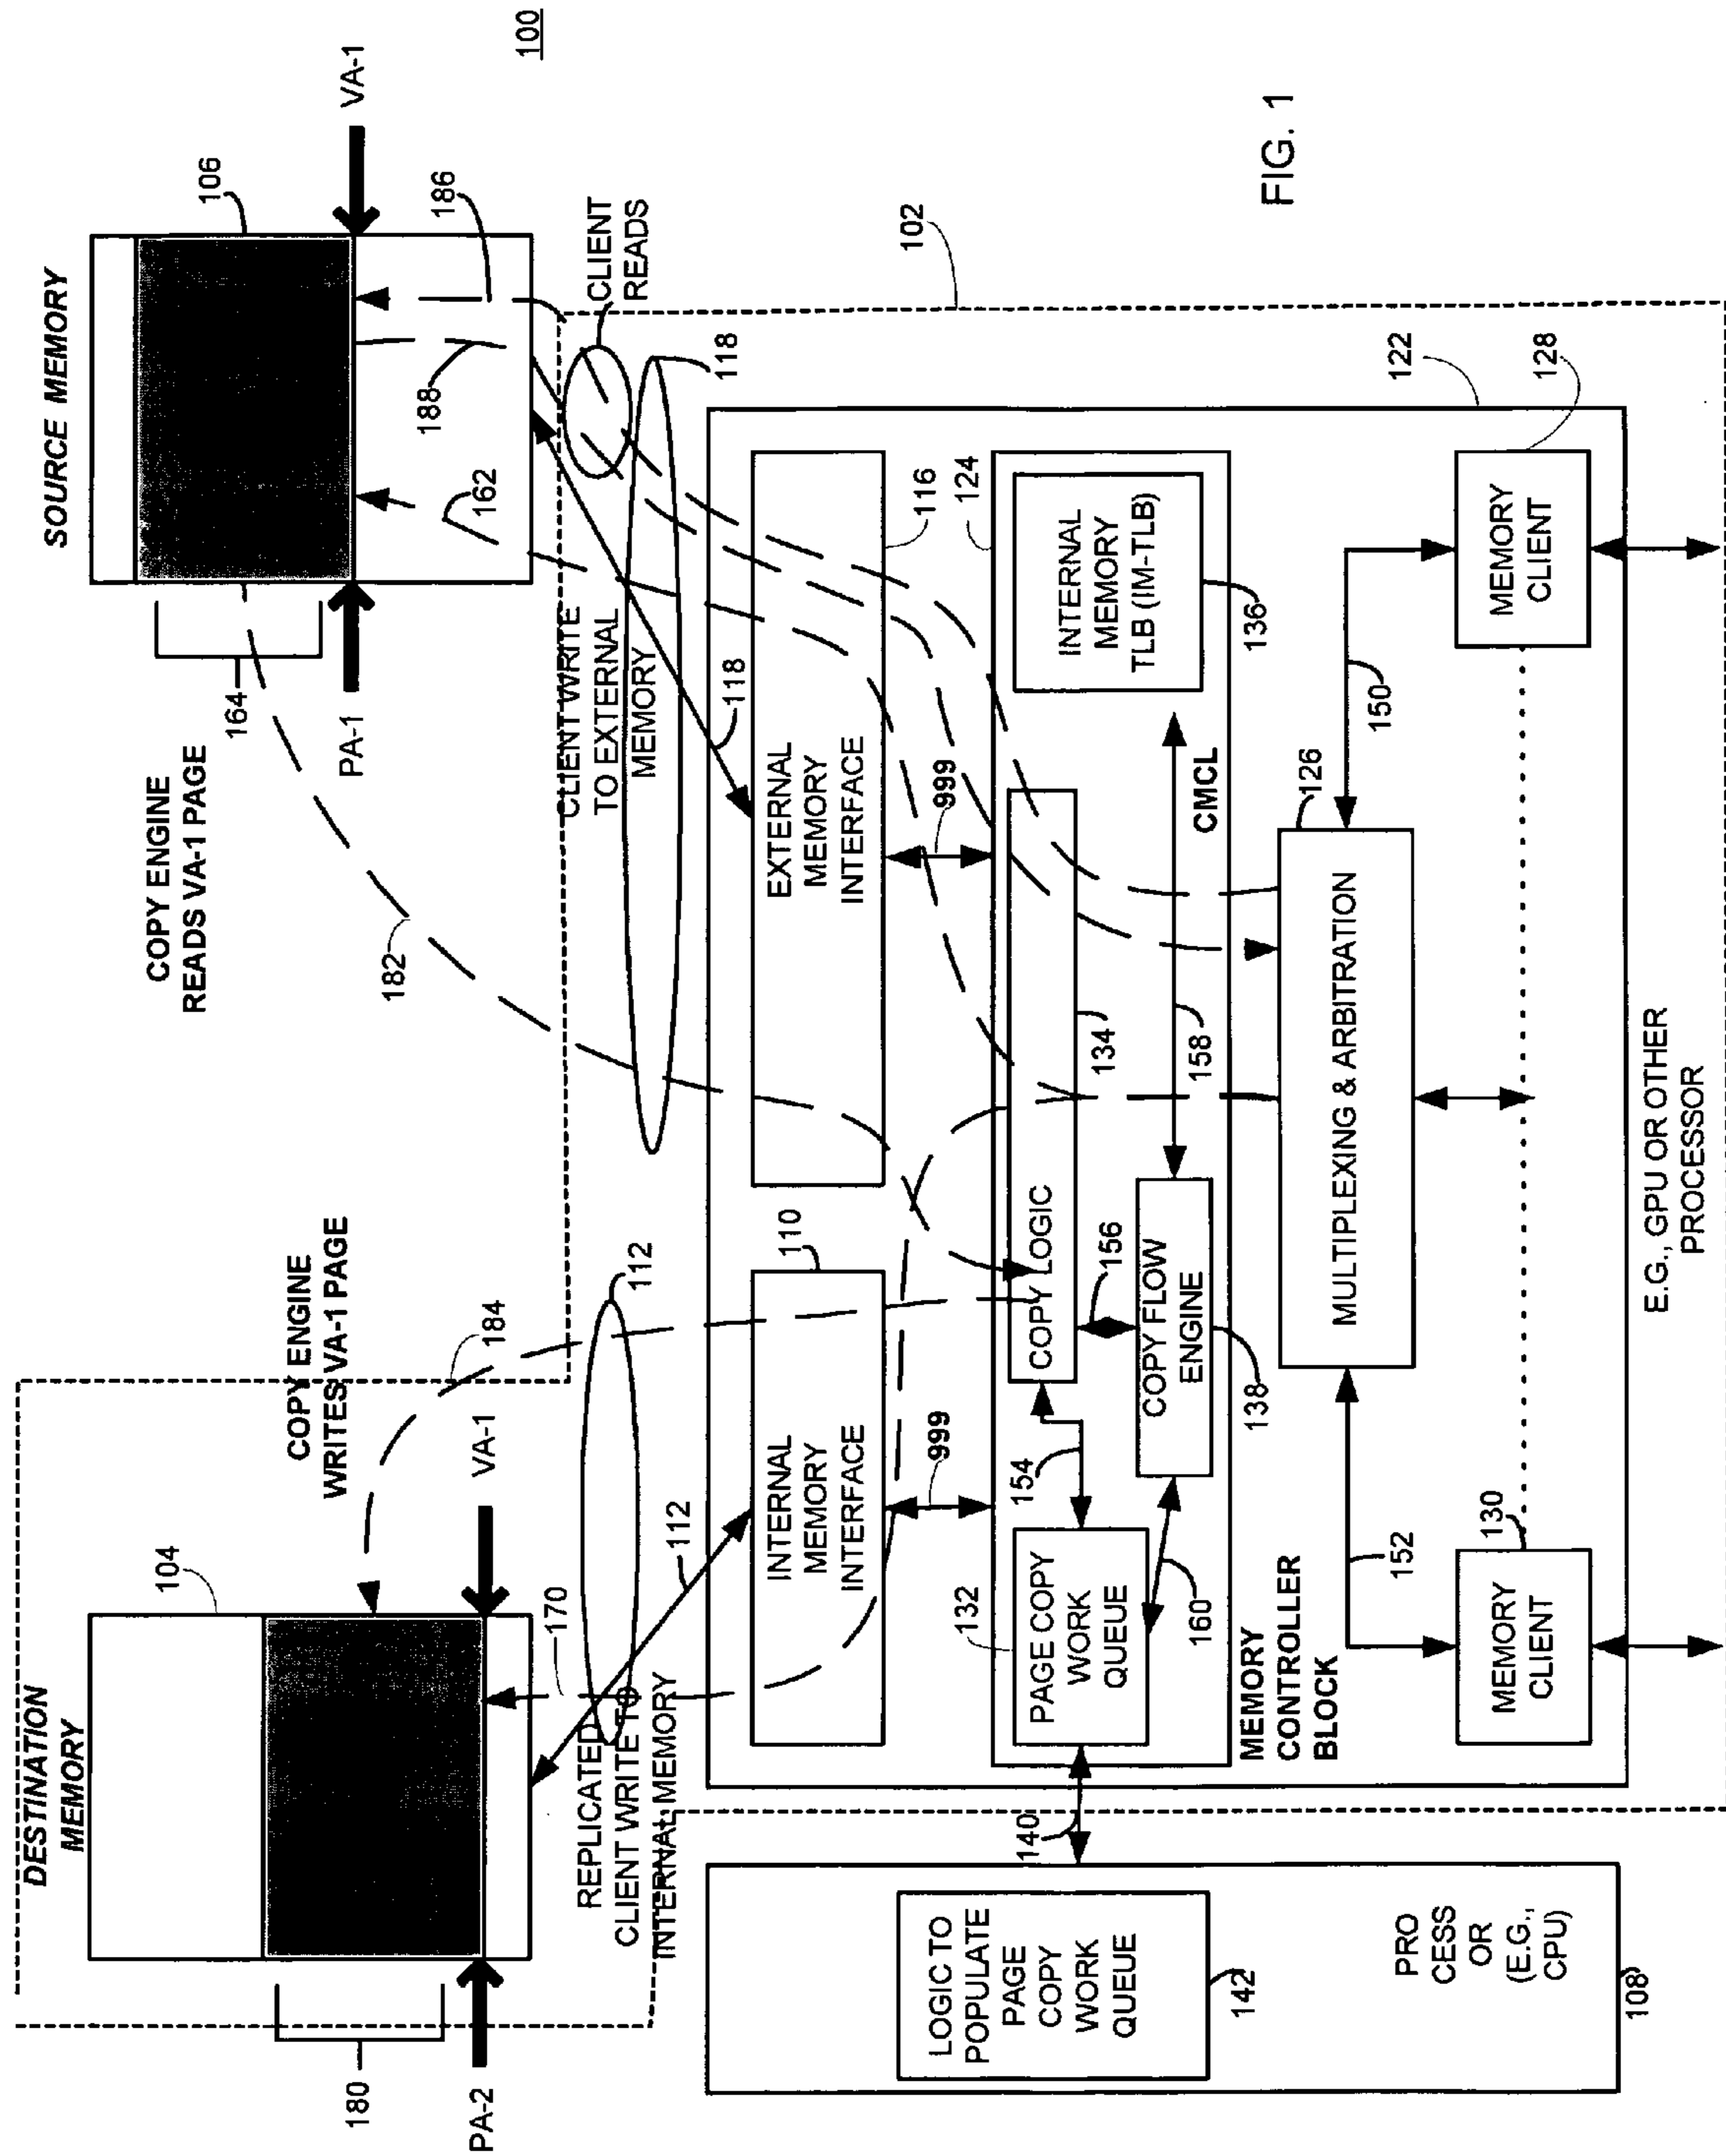 100
SOURCE MEMORY
106
VA-1
164
PA-1
186
188
162
COPY ENGINE
READS VA-1 PAGE
182
CLIENT
READS
118
CLIENT WRITE
TO EXTERNAL
MEMORY
118
DESTINATION
MEMORY
104
COPY ENGINE
WRITES VA-1 PAGE
184
VA-1
180
PA-2
170
112
112
REPLICATED
CLIENT WRITE TO
INTERNAL MEMORY
102
122
110
INTERNAL
MEMORY
INTERFACE
EXTERNAL
MEMORY
INTERFACE
116
999
999
124
132
PAGE COPY
WORK
QUEUE
154
COPY LOGIC
134
156
COPY FLOW
ENGINE
138
160
158
CMCL
INTERNAL
MEMORY
TLB (IM-TLB)
136
MEMORY
CONTROLLER
BLOCK
126
MULTIPLEXING & ARBITRATION
152
150
130
MEMORY
CLIENT
128
MEMORY
CLIENT
E.G., GPU OR OTHER
PROCESSOR
140
LOGIC TO
POPULATE
PAGE
COPY
WORK
QUEUE
142
PRO
CESS
OR
(E.G.,
CPU)
108
FIG. 1